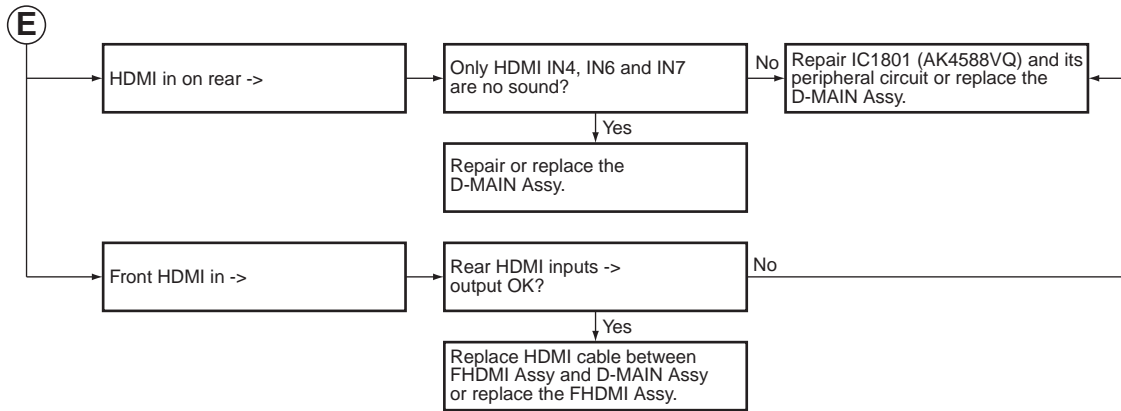 E
HDMI in on rear ->
Only HDMI IN4, IN6 and IN7
are no sound?
No
Repair IC1801 (AK4588VQ) and its
peripheral circuit or replace the
D-MAIN Assy.
Yes
Repair or replace the
D-MAIN Assy.
Front HDMI in ->
Rear HDMI inputs ->
output OK?
No
Yes
Replace HDMI cable between
FHDMI Assy and D-MAIN Assy
or replace the FHDMI Assy.